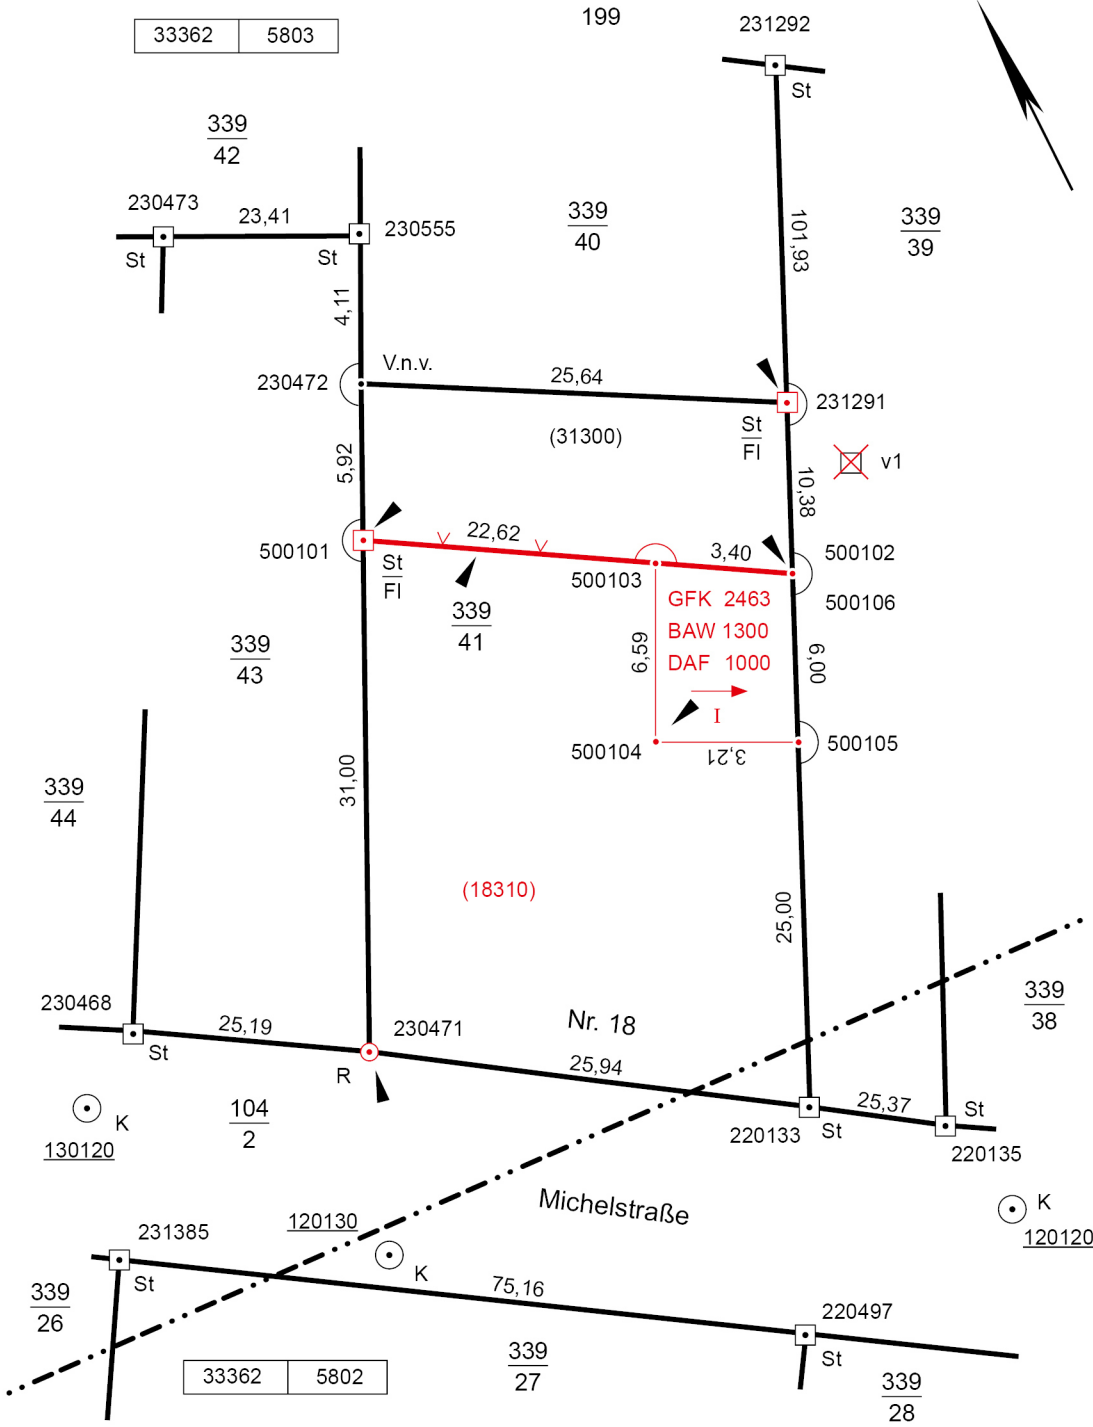 199
231292
33362 5803
St
339
42
230473
23,41
230555
339
40
339
39
St
St
101,93
4,11
V.n.v.
230472
25,64
231291
(31300)
St
Fl
v1
5,92
10,38
22,62
3,40
500101
500102
St
Fl
500103
500106
GFK 2463
BAW 1300
DAF 1000
339
41
339
43
6,59
6,00
I
500104
3,21
500105
31,00
339
44
(18310)
25,00
230468
25,19
230471
Nr. 18
339
38
St
R
25,94
25,37
St
K
130120
104
2
220133
St
220135
Michelstraße
K
120120
231385
120130
St
K
75,16
339
26
220497
33362 5802
339
27
St
339
28